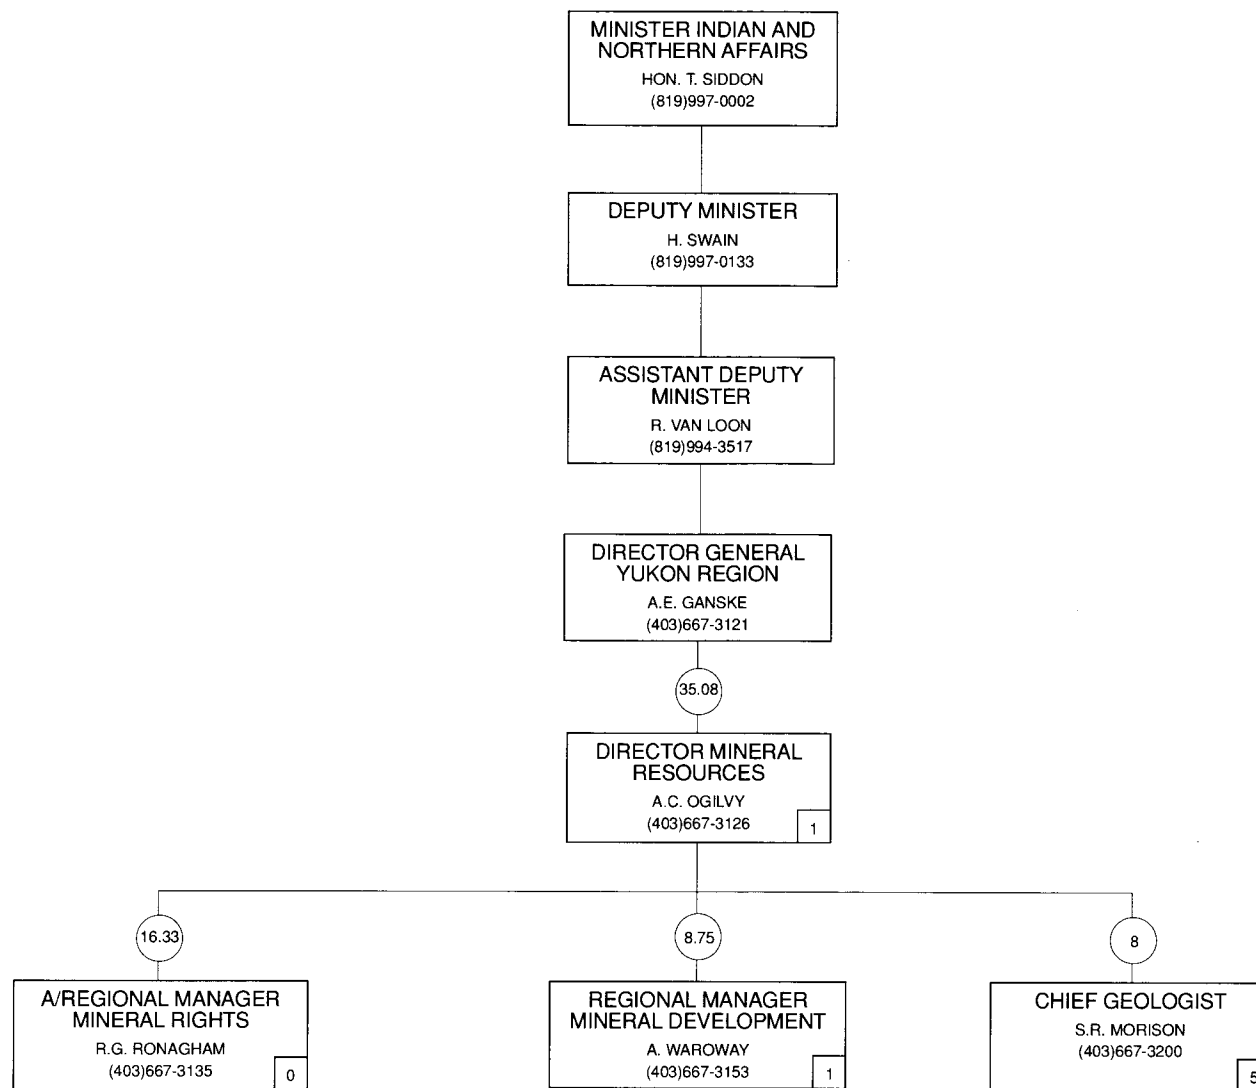 MINISTER INDIAN AND
NORTHERN AFFAIRS
HON. T. SIDDON
(819)997-0002
DEPUTY MINISTER
H. SWAIN
(819)997-0133
ASSISTANT DEPUTY
MINISTER
R. VAN LOON
(819)994-3517
DIRECTOR GENERAL
YUKON REGION
A.E. GANSKE
(403)667-3121
35.08
DIRECTOR MINERAL
RESOURCES
A.C. OGILVY
(403)667-3126
1
16.33
A/REGIONAL MANAGER
MINERAL RIGHTS
R.G. RONAGHAM
(403)667-3135
0
8.75
REGIONAL MANAGER
MINERAL DEVELOPMENT
A. WAROWAY
(403)667-3153
1
8
CHIEF GEOLOGIST
S.R. MORISON
(403)667-3200
5